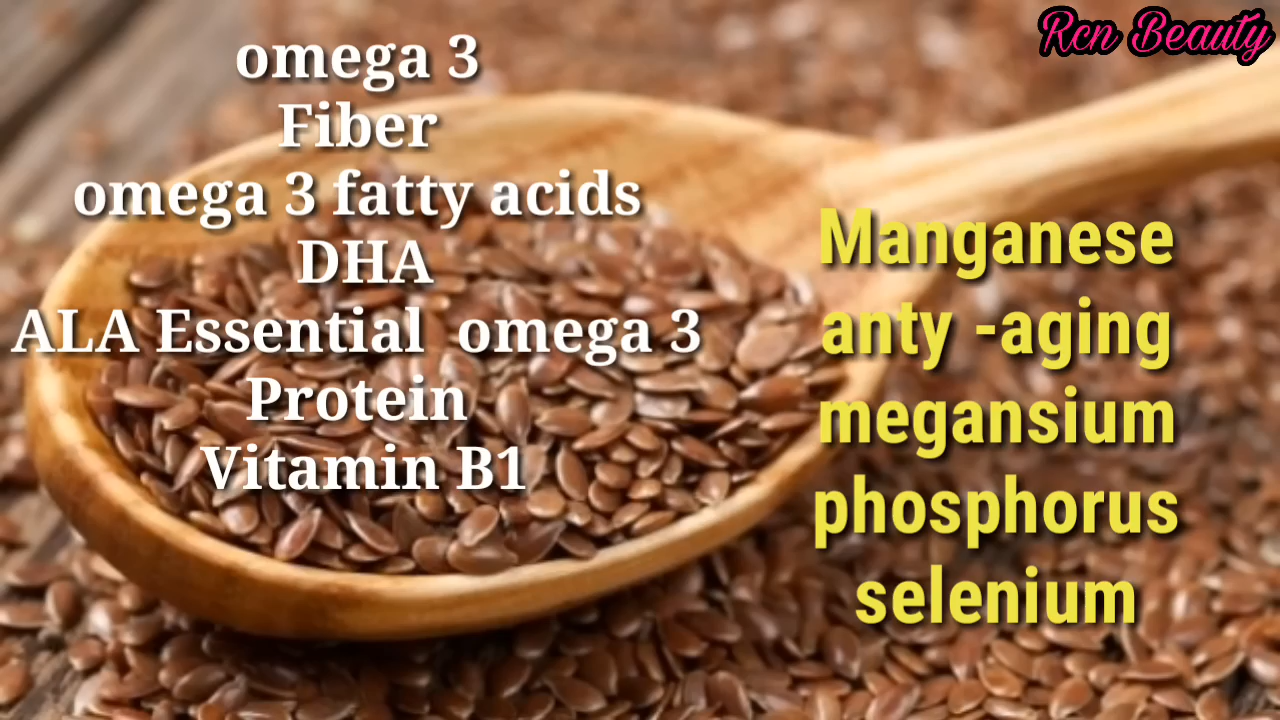 Rcn Beauty
omega 3
Fiber
omega 3 fatty acids
DHA
ALA Essential omega 3
Protein
Vitamin B1
Manganese
anty -aging
megansium
phosphorus
selenium